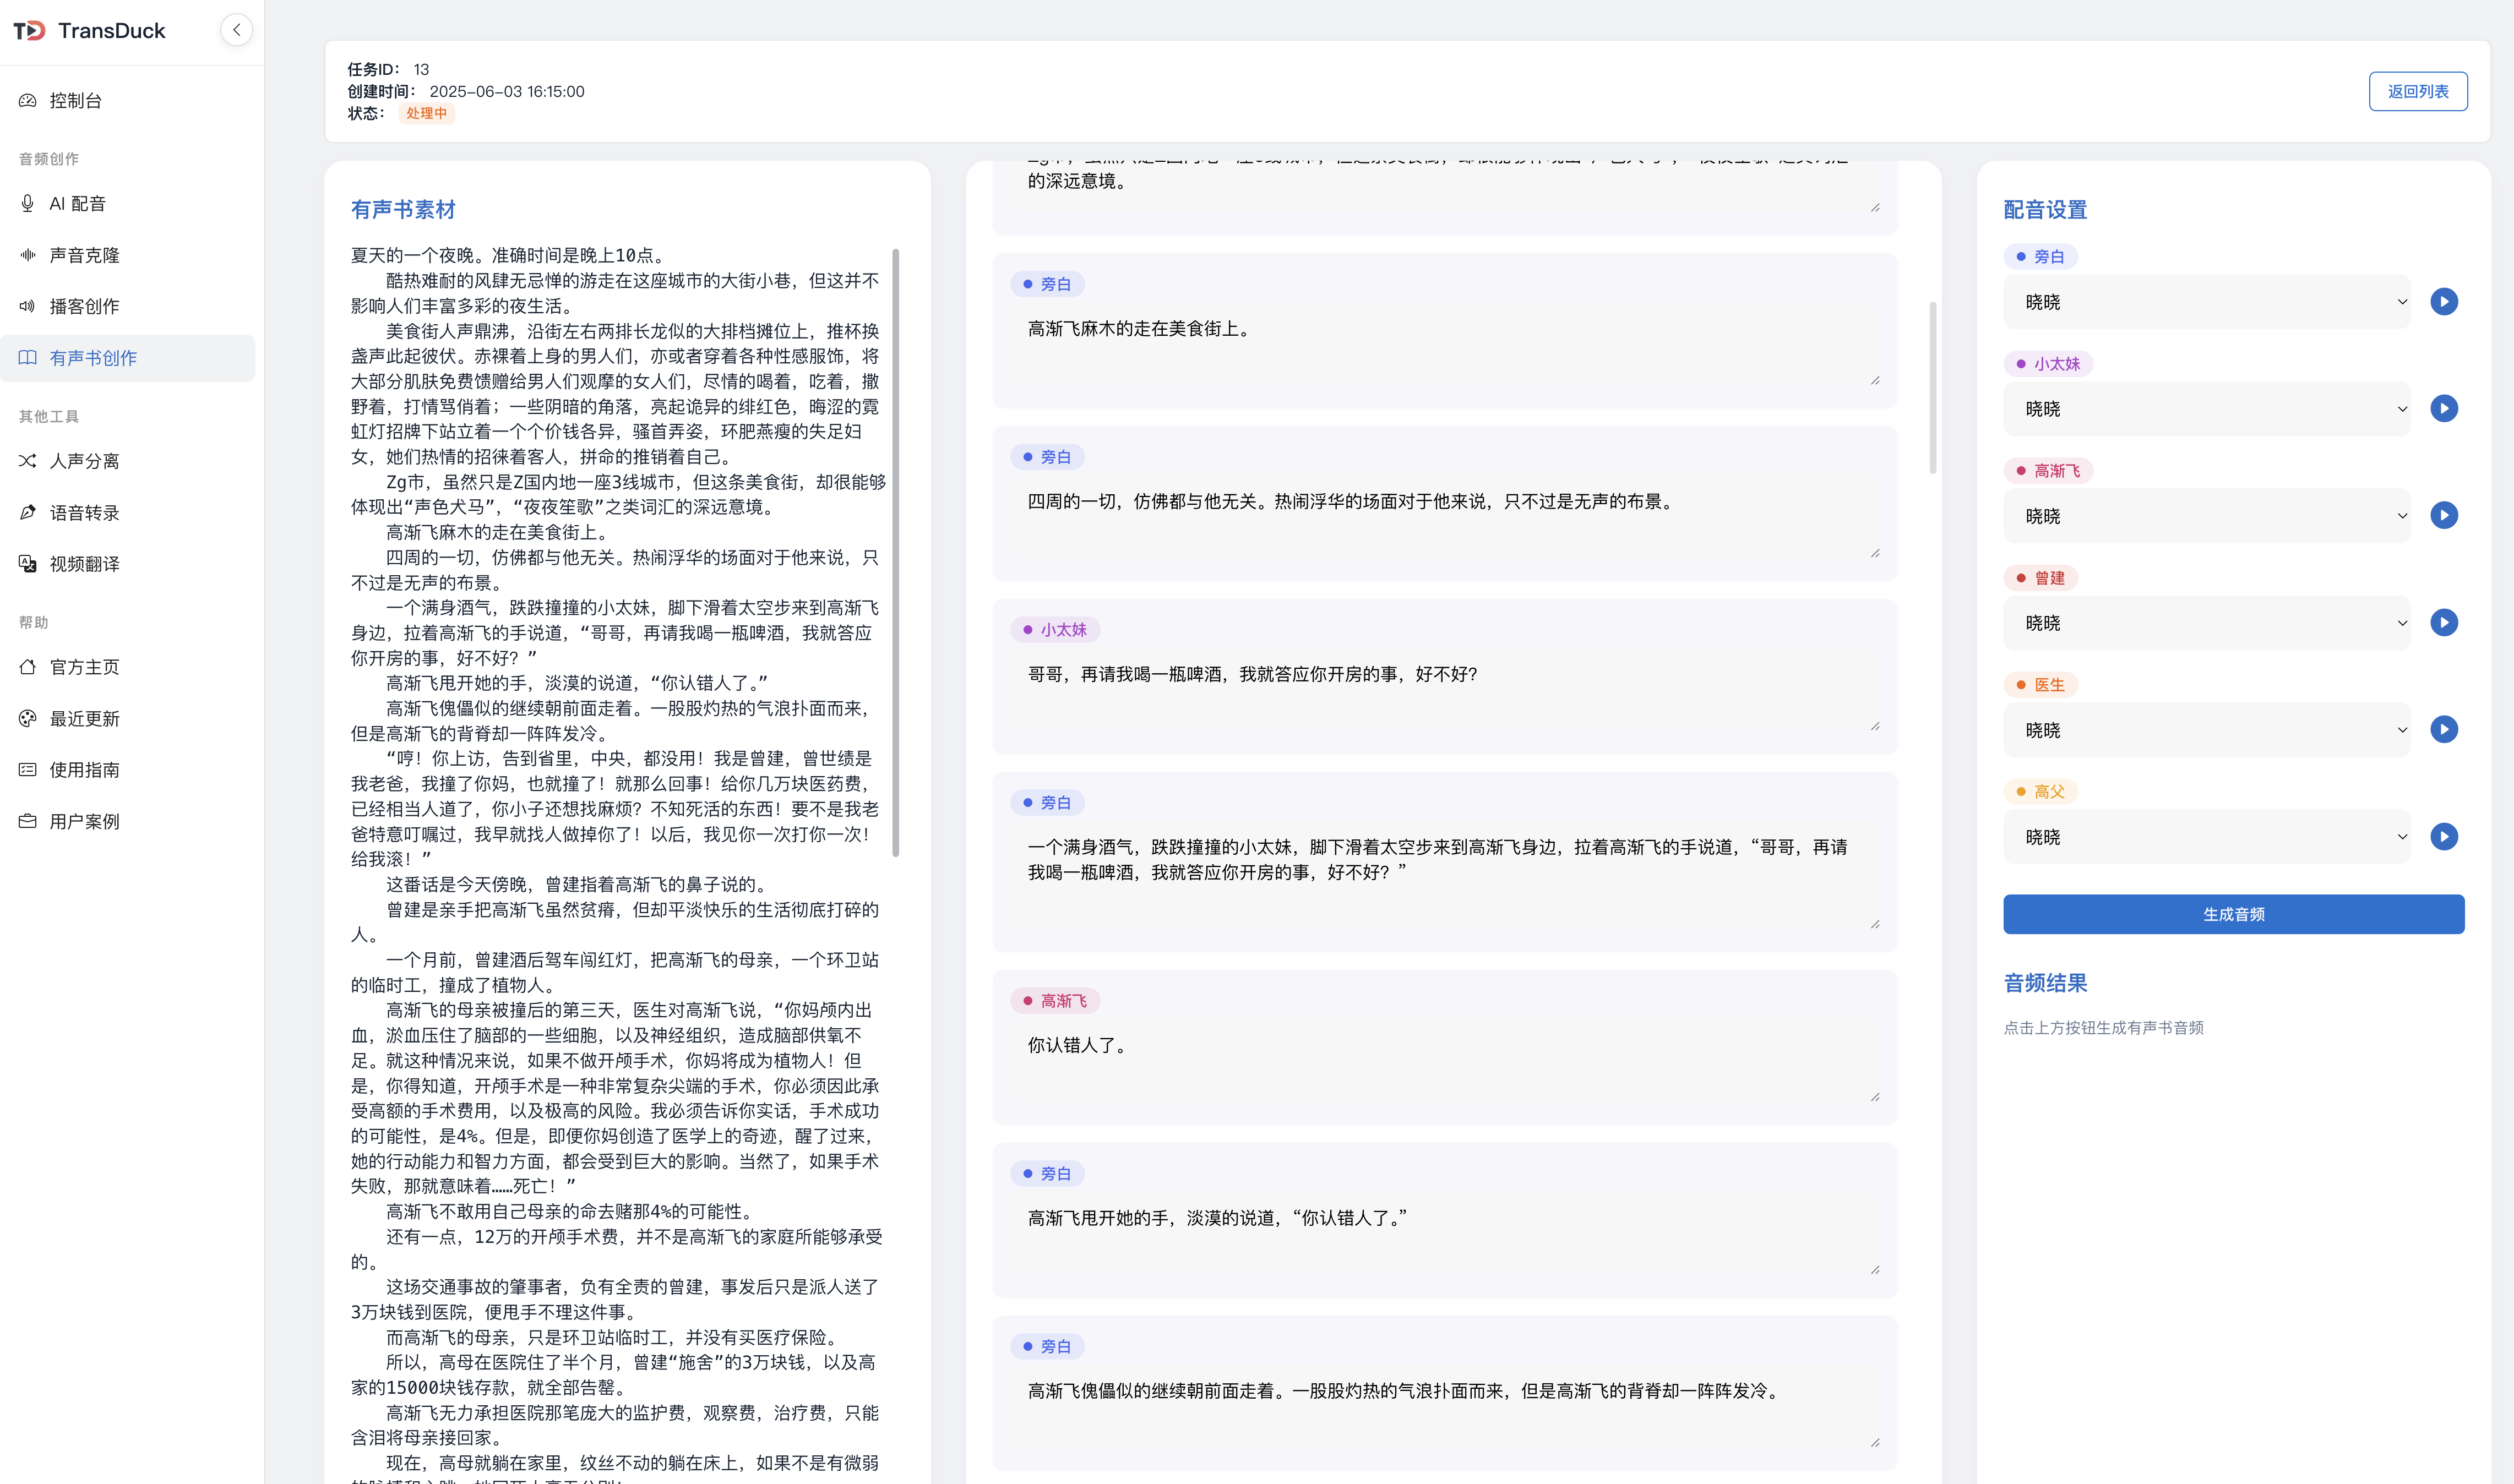 TD TransDuck
控制台
音频创作
AI 配音
声音克隆
播客创作
有声书创作
其他工具
人声分离
语音转录
视频翻译
帮助
官方主页
最近更新
使用指南
用户案例
任务ID： 13
创建时间： 2025-06-03 16:15:00
状态： 处理中
返回列表
有声书素材
夏天的一个夜晚。准确时间是晚上10点。
酷热难耐的风肆无忌惮的游走在这座城市的大街小巷，但这并不
影响人们丰富多彩的夜生活。
美食街人声鼎沸，沿街左右两排长龙似的大排档摊位上，推杯换
盏声此起彼伏。赤裸着上身的男人们，亦或者穿着各种性感服饰，将
大部分肌肤免费馈赠给男人们观摩的女人们，尽情的喝着，吃着，撒
野着，打情骂俏着；一些阴暗的角落，亮起诡异的绯红色，晦涩的霓
虹灯招牌下站立着一个个价钱各异，骚首弄姿，环肥燕瘦的失足妇
女，她们热情的招徕着客人，拼命的推销着自己。
Zg市，虽然只是Z国内地一座3线城市，但这条美食街，却很能够
体现出“声色犬马”，“夜夜笙歌”之类词汇的深远意境。
高渐飞麻木的走在美食街上。
四周的一切，仿佛都与他无关。热闹浮华的场面对于他来说，只
不过是无声的布景。
一个满身酒气，跌跌撞撞的小太妹，脚下滑着太空步来到高渐飞
身边，拉着高渐飞的手说道，“哥哥，再请我喝一瓶啤酒，我就答应
你开房的事，好不好？”
高渐飞甩开她的手，淡漠的说道，“你认错人了。”
高渐飞傀儡似的继续朝前面走着。一股股灼热的气浪扑面而来，
但是高渐飞的背脊却一阵阵发冷。
“哼！你上访，告到省里，中央，都没用！我是曾建，曾世绩是
我老爸，我撞了你妈，也就撞了！就那么回事！给你几万块医药费，
已经相当人道了，你小子还想找麻烦？不知死活的东西！要不是我老
爸特意叮嘱过，我早就找人做掉你了！以后，我见你一次打你一次！
给我滚！”
这番话是今天傍晚，曾建指着高渐飞的鼻子说的。
曾建是亲手把高渐飞虽然贫瘠，但却平淡快乐的生活彻底打碎的
人。
一个月前，曾建酒后驾车闯红灯，把高渐飞的母亲，一个环卫站
的临时工，撞成了植物人。
高渐飞的母亲被撞后的第三天，医生对高渐飞说，“你妈颅内出
血，淤血压住了脑部的一些细胞，以及神经组织，造成脑部供氧不
足。就这种情况来说，如果不做开颅手术，你妈将成为植物人！但
是，你得知道，开颅手术是一种非常复杂尖端的手术，你必须因此承
受高额的手术费用，以及极高的风险。我必须告诉你实话，手术成功
的可能性，是4%。但是，即便你妈创造了医学上的奇迹，醒了过来，
她的行动能力和智力方面，都会受到巨大的影响。当然了，如果手术
失败，那就意味着……死亡！”
高渐飞不敢用自己母亲的命去赌那4%的可能性。
还有一点，12万的开颅手术费，并不是高渐飞的家庭所能够承受
的。
这场交通事故的肇事者，负有全责的曾建，事发后只是派人送了
3万块钱到医院，便甩手不理这件事。
而高渐飞的母亲，只是环卫站临时工，并没有买医疗保险。
所以，高母在医院住了半个月，曾建“施舍”的3万块钱，以及高
家的15000块钱存款，就全部告罄。
高渐飞无力承担医院那笔庞大的监护费，观察费，治疗费，只能
含泪将母亲接回家。
现在，高母就躺在家里，纹丝不动的躺在床上，如果不是有微弱
的深远意境。
旁白
高渐飞麻木的走在美食街上。
旁白
四周的一切，仿佛都与他无关。热闹浮华的场面对于他来说，只不过是无声的布景。
小太妹
哥哥，再请我喝一瓶啤酒，我就答应你开房的事，好不好？
旁白
一个满身酒气，跌跌撞撞的小太妹，脚下滑着太空步来到高渐飞身边，拉着高渐飞的手说道，“哥哥，再请
我喝一瓶啤酒，我就答应你开房的事，好不好？”
高渐飞
你认错人了。
旁白
高渐飞甩开她的手，淡漠的说道，“你认错人了。”
旁白
高渐飞傀儡似的继续朝前面走着。一股股灼热的气浪扑面而来，但是高渐飞的背脊却一阵阵发冷。
配音设置
旁白
晓晓
小太妹
晓晓
高渐飞
晓晓
曾建
晓晓
医生
晓晓
高父
晓晓
生成音频
音频结果
点击上方按钮生成有声书音频